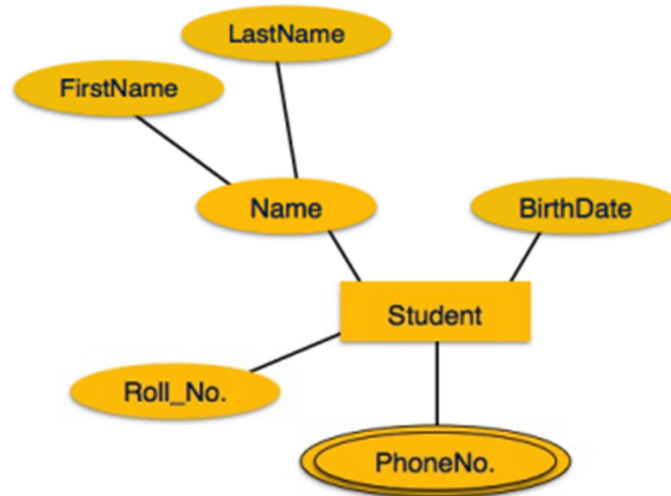 LastName
FirstName
Name
BirthDate
Student
Roll_No.
PhoneNo.